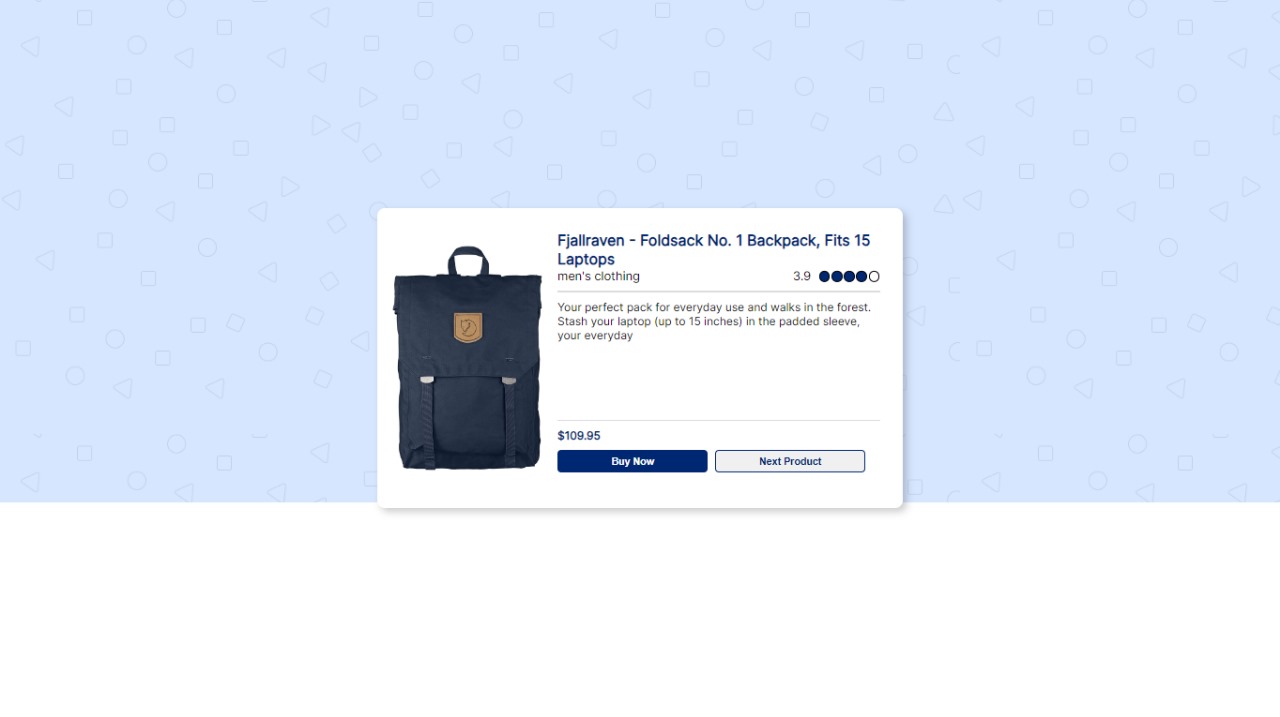 Fjallraven - Foldsack No. 1 Backpack, Fits 15
Laptops
men's clothing
3.9
Your perfect pack for everyday use and walks in the forest.
Stash your laptop (up to 15 inches) in the padded sleeve,
your everyday
$109.95
Buy Now
Next Product